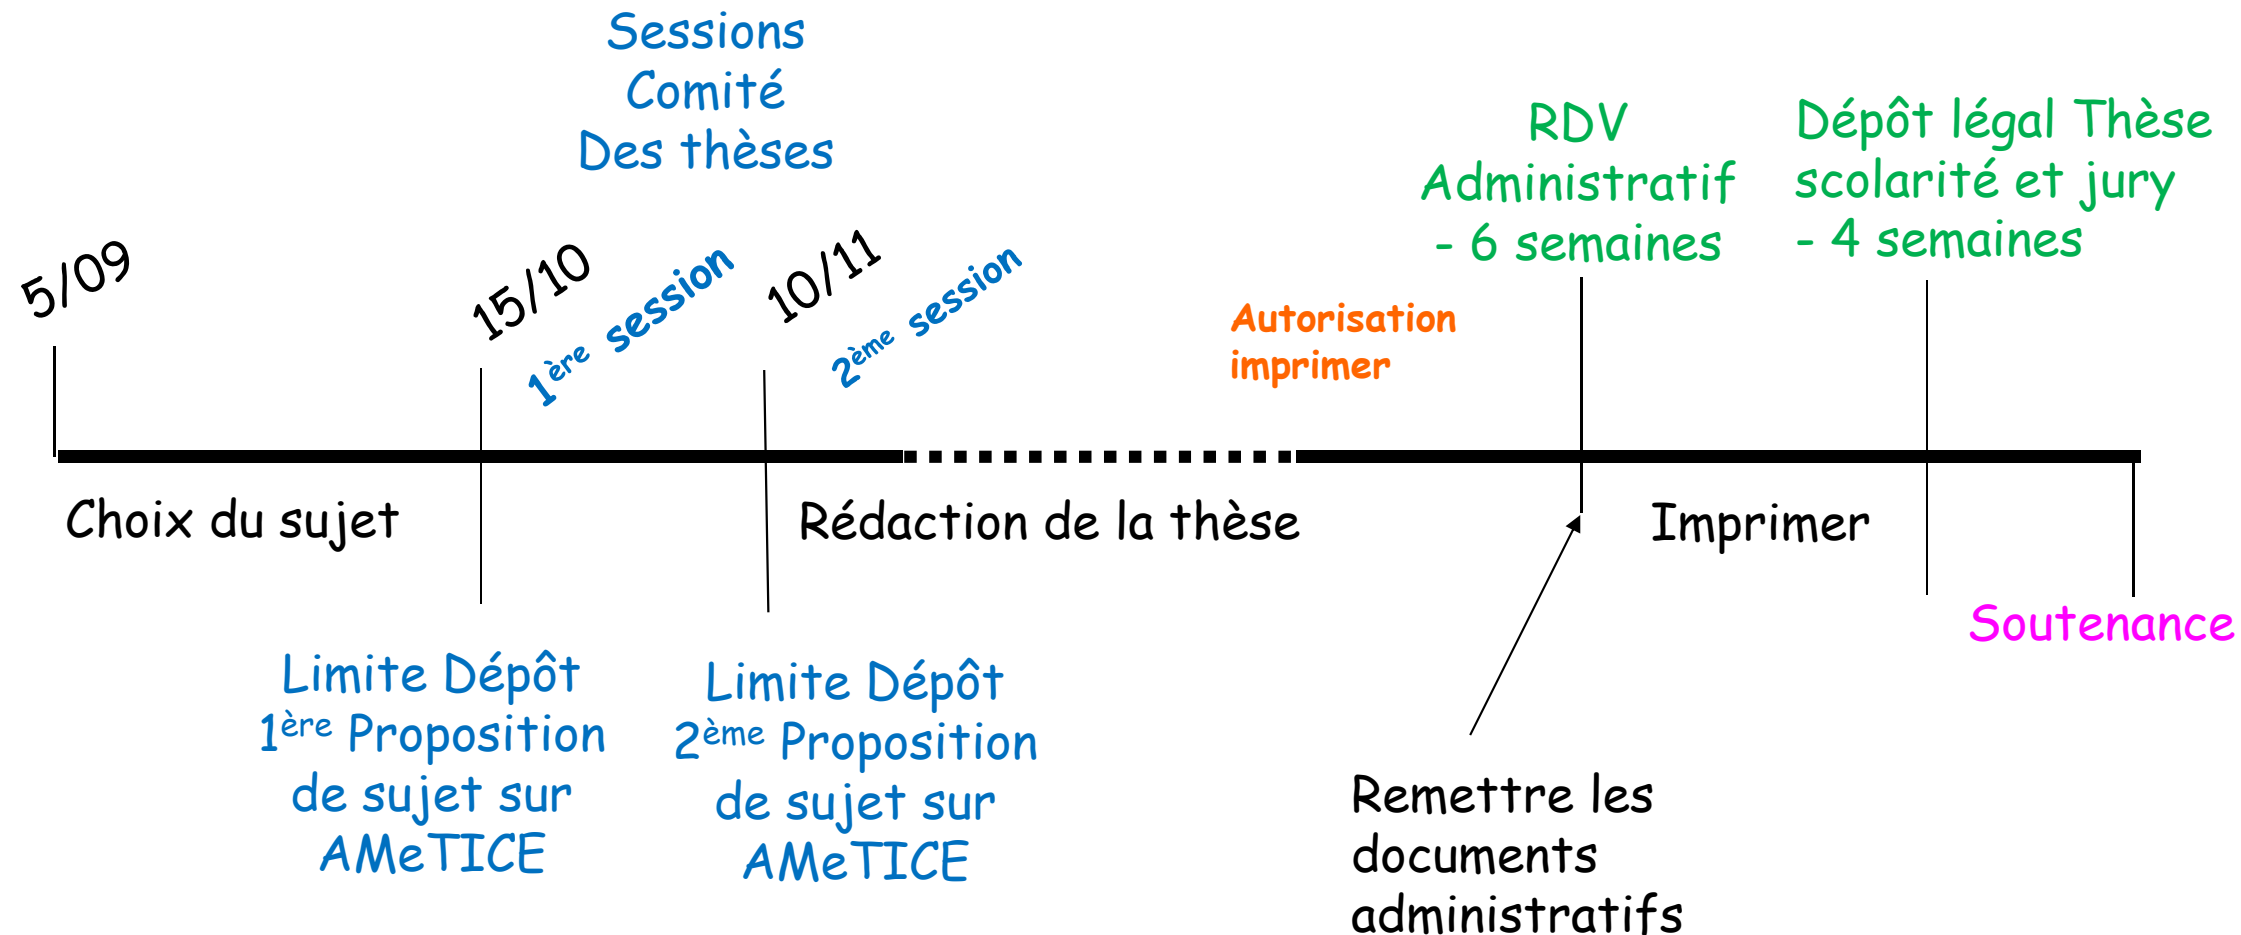 Sessions
Comité
Des thèses
RDV
Administratif
- 6 semaines
Dépôt légal Thèse
scolarité et jury
- 4 semaines
5/09
15/10
1ère session
10/11
2ème session
Autorisation
imprimer
Choix du sujet
Rédaction de la thèse
Imprimer
Soutenance
Limite Dépôt
1ère Proposition
de sujet sur
AMeTICE
Limite Dépôt
2ème Proposition
de sujet sur
AMeTICE
Remettre les
documents
administratifs